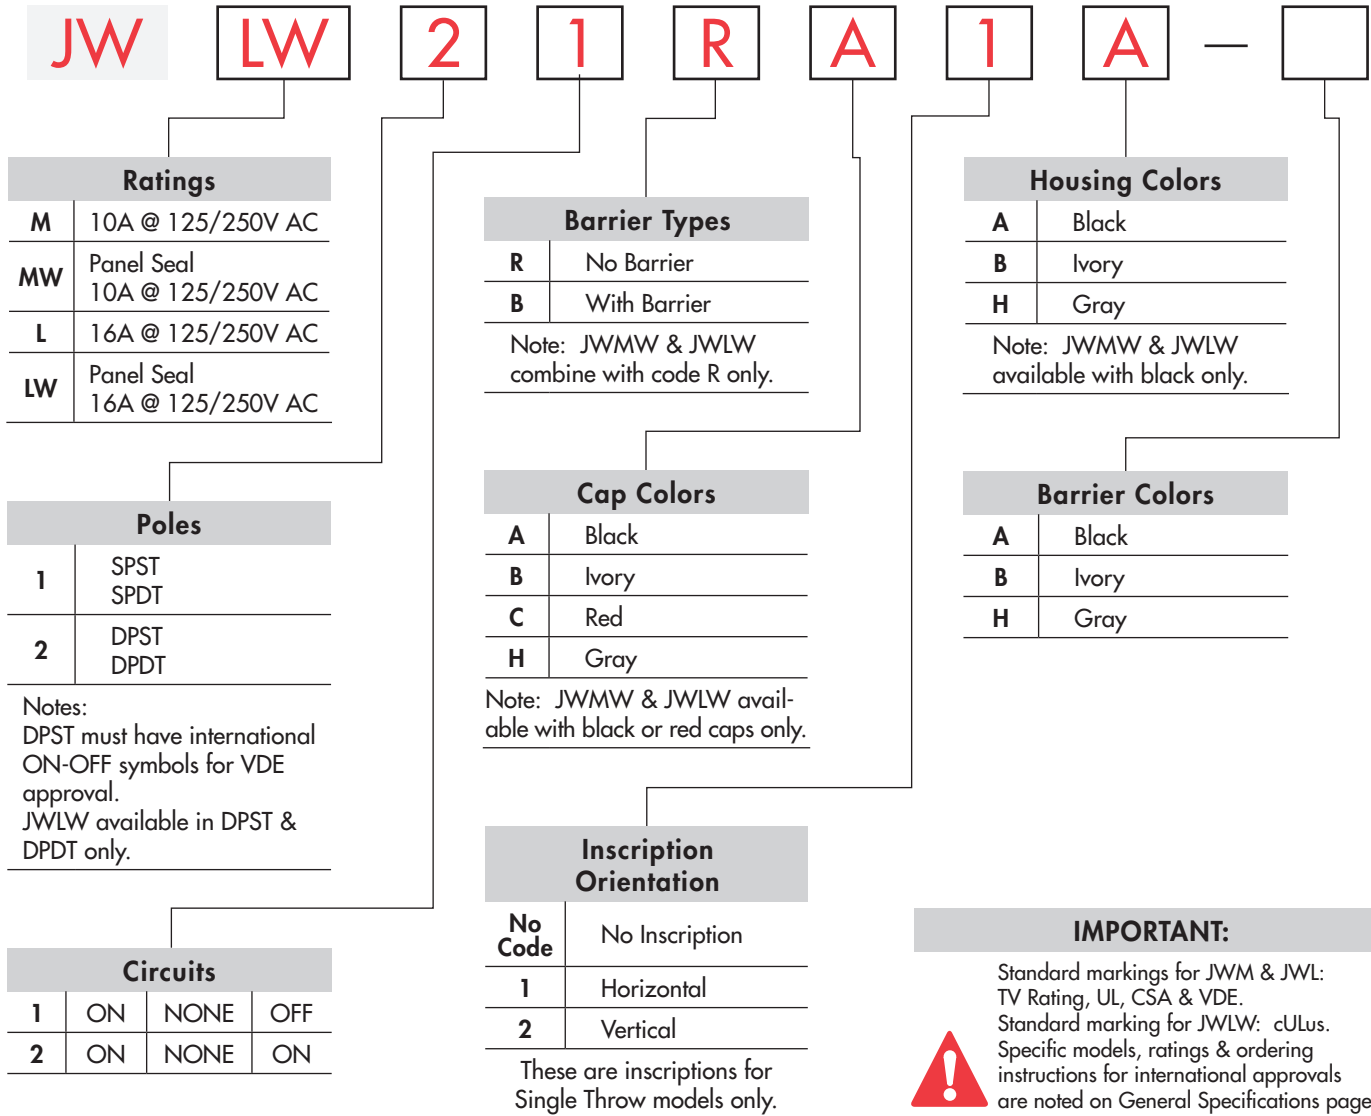 JW LW 2 1 R A 1 A —
Ratings
M 10A @ 125/250V AC
MW Panel Seal
10A @ 125/250V AC
L 16A @ 125/250V AC
LW Panel Seal
16A @ 125/250V AC
Poles
1 SPST
SPDT
2 DPST
DPDT
Notes:
DPST must have international
ON-OFF symbols for VDE
approval.
JWLW available in DPST &
DPDT only.
Circuits
1 ON NONE OFF
2 ON NONE ON
Barrier Types
R No Barrier
B With Barrier
Note: JWMW & JWLW
combine with code R only.
Cap Colors
A Black
B Ivory
C Red
H Gray
Note: JWMW & JWLW avail-
able with black or red caps only.
Inscription
Orientation
No
Code No Inscription
1 Horizontal
2 Vertical
These are inscriptions for
Single Throw models only.
Housing Colors
A Black
B Ivory
H Gray
Note: JWMW & JWLW
available with black only.
Barrier Colors
A Black
B Ivory
H Gray
IMPORTANT:
Standard markings for JWM & JWL:
TV Rating, UL, CSA & VDE.
Standard marking for JWLW: cULus.
Specific models, ratings & ordering
instructions for international approvals
are noted on General Specifications page